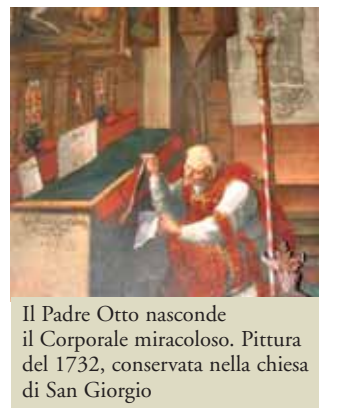 Il Padre Otto nasconde
il Corporale miracoloso. Pittura
del 1732, conservata nella chiesa
di San Giorgio